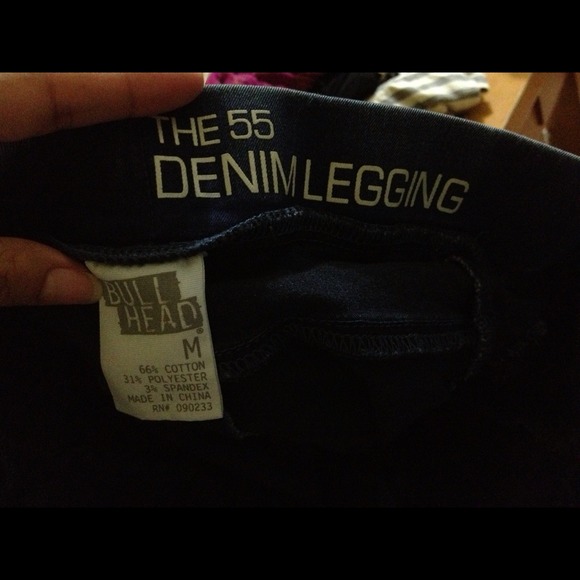 THE 55
DENIM LEGGING
BULL
HEAD
M
66% COTTON
31% POLYESTER
3% SPANDEX
MADE IN CHINA
RN# 090233